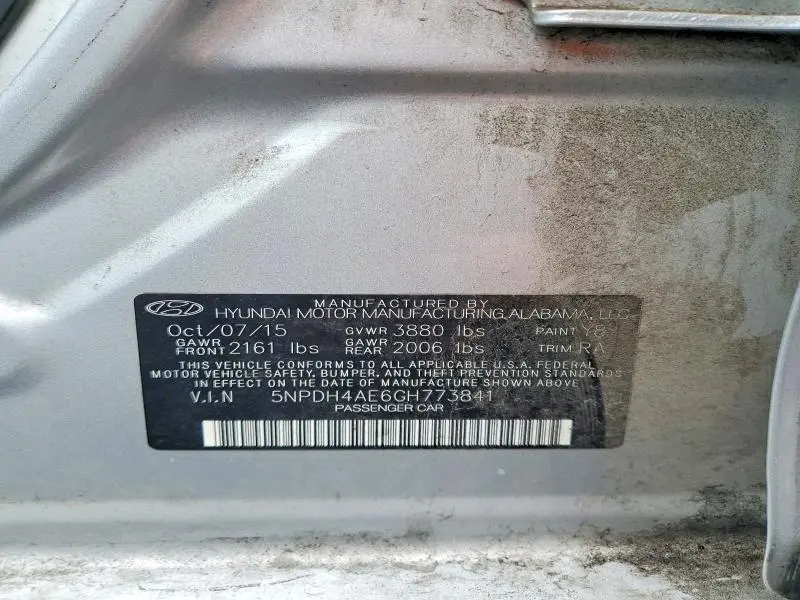 MANUFACTURED BY
HYUNDAI MOTOR MANUFACTURING, ALABAMA, LLC
Oct/07/15 GVWR 3880 lbs PAINT Y8
GAWR FRONT 2161 lbs GAWR REAR 2006 lbs TRIM RA
THIS VEHICLE CONFORMS TO ALL APPLICABLE U.S.A. FEDERAL
MOTOR VEHICLE SAFETY, BUMPER, AND THEFT PREVENTION STANDARDS
IN EFFECT ON THE DATE OF MANUFACTURE SHOWN ABOVE
V.I.N 5NPDH4AE6GH773841
PASSENGER CAR